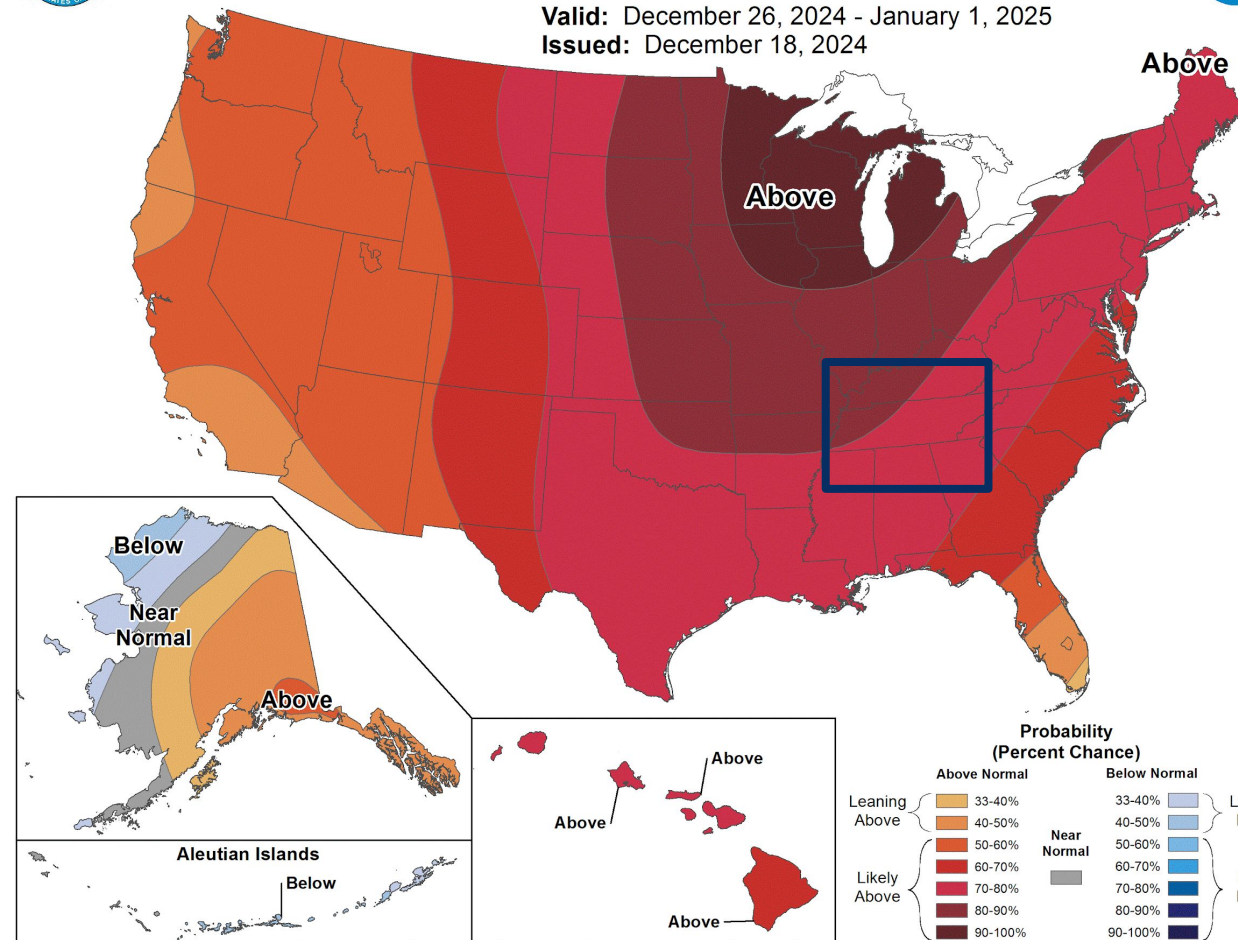 Valid: December 26, 2024 - January 1, 2025
Issued: December 18, 2024
Above
Above
Below
Near
Normal
Above
Aleutian Islands
Below
Above
Above
Above
Probability
(Percent Chance)
Above Normal
Below Normal
Leaning
Above
33-40%
40-50%
Likely
Above
50-60%
60-70%
70-80%
80-90%
90-100%
Near
Normal
33-40%
40-50%
50-60%
60-70%
70-80%
80-90%
90-100%